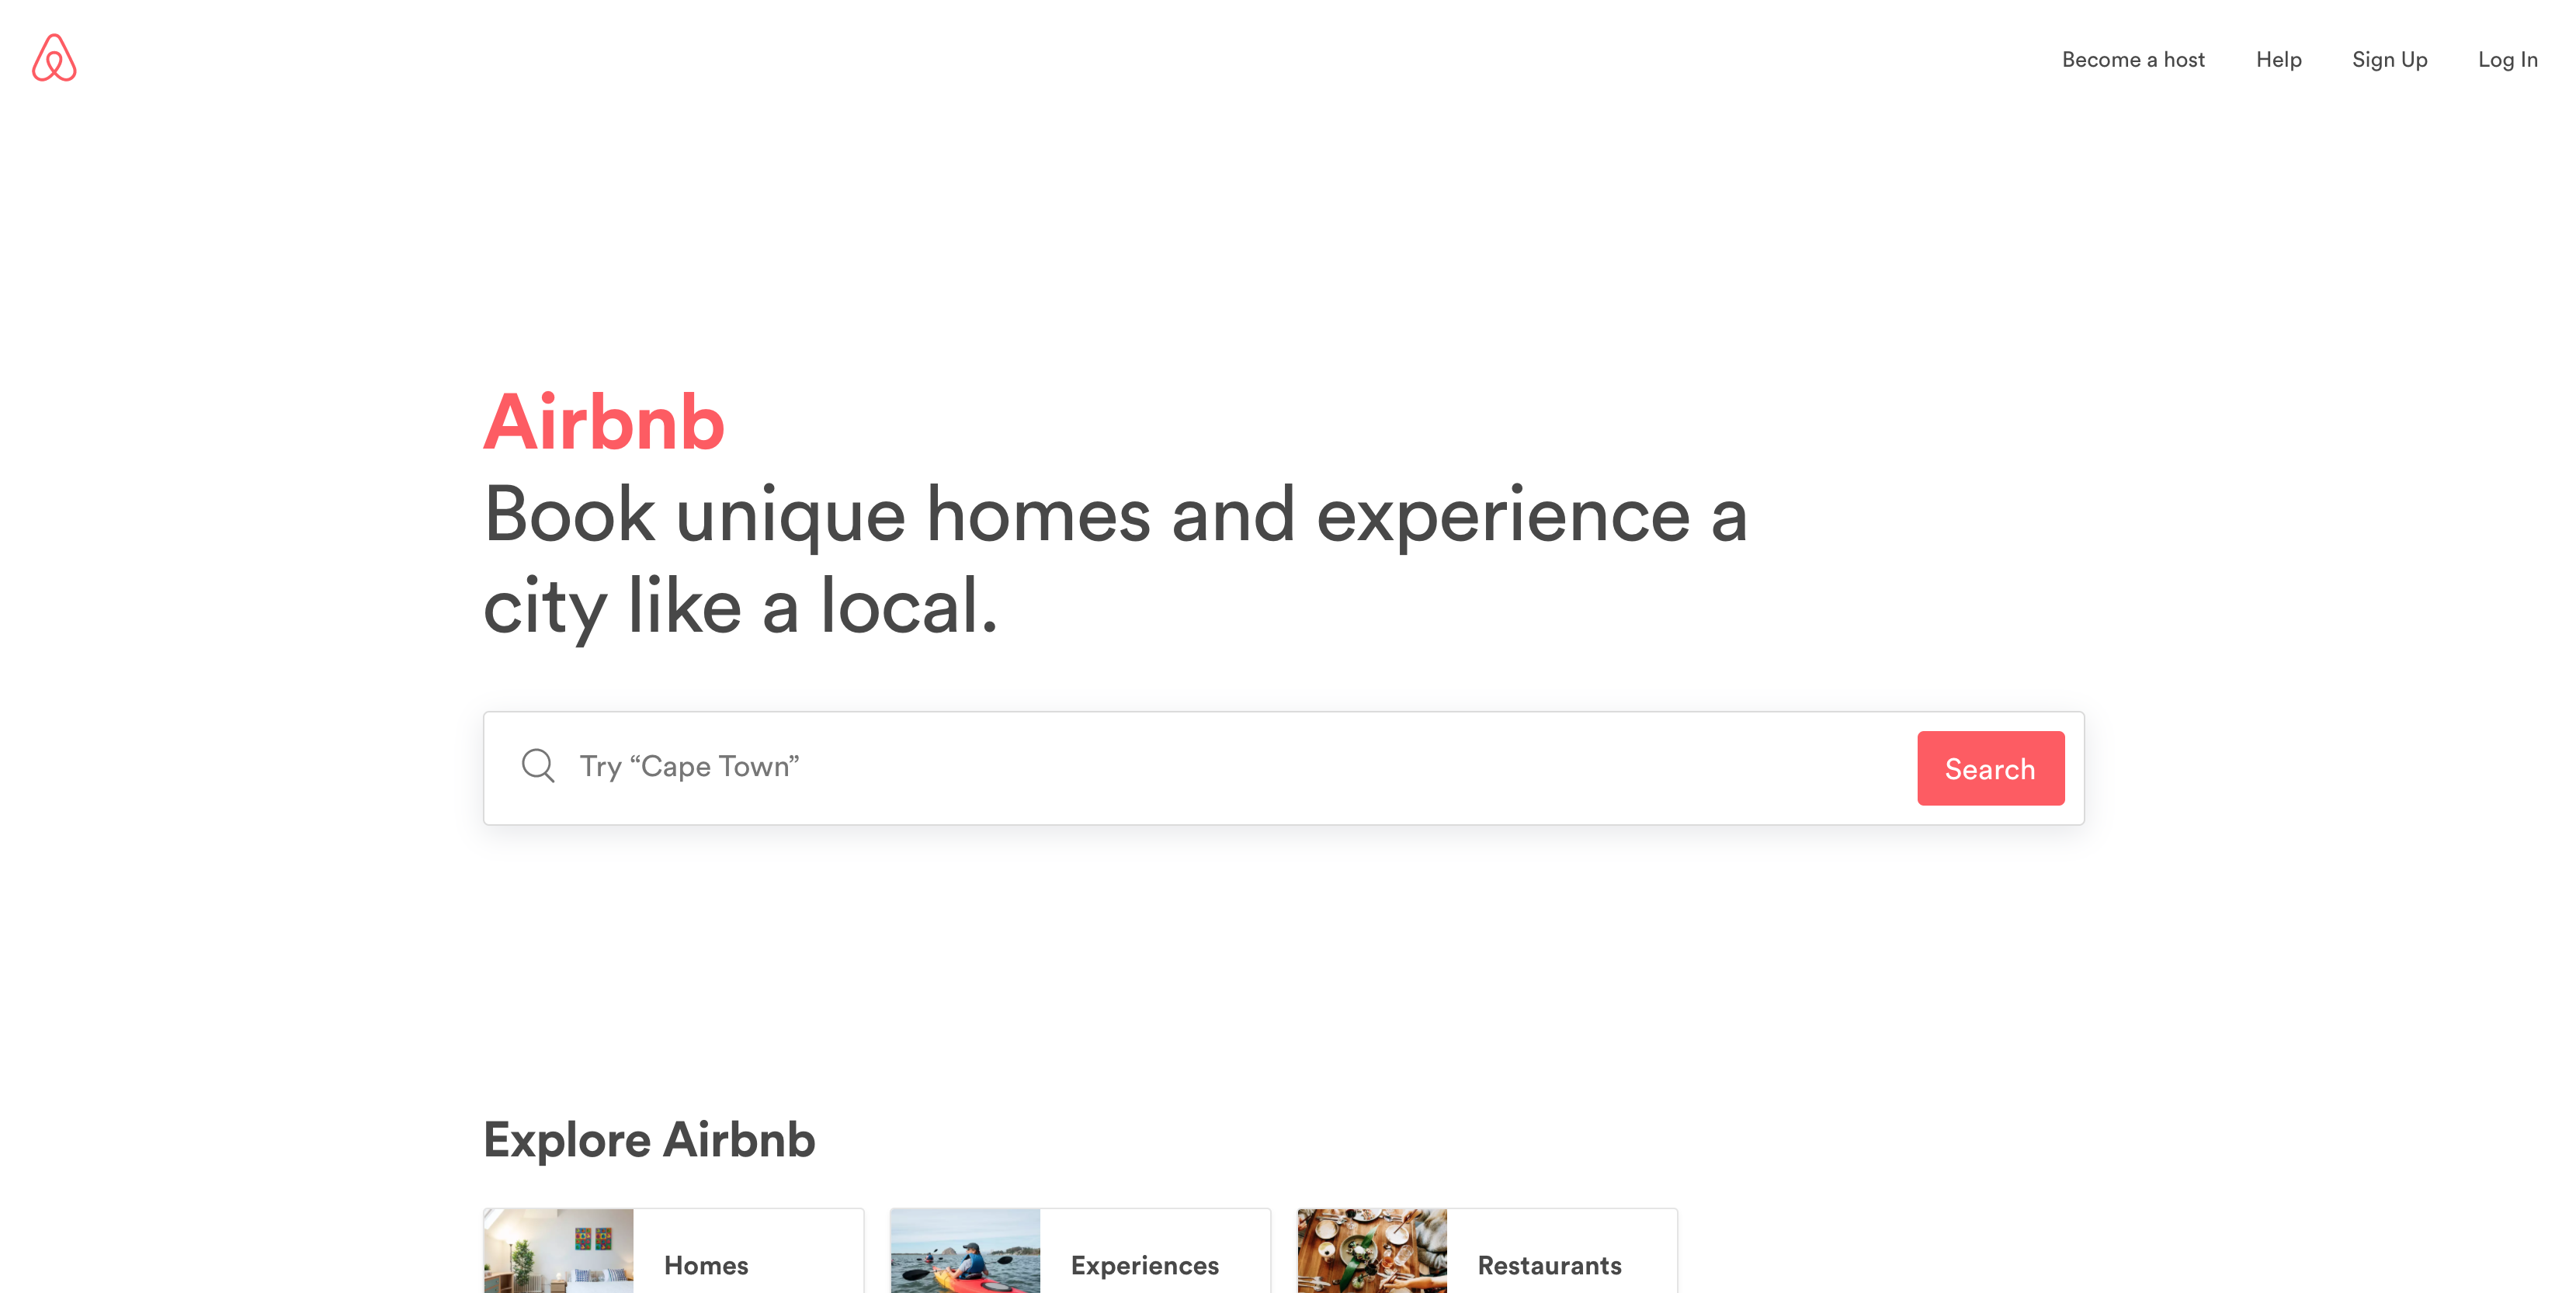 Become a host Help Sign Up Log In
Airbnb
Book unique homes and experience a
city like a local.
Try “Cape Town” Search
Explore Airbnb
Homes Experiences Restaurants